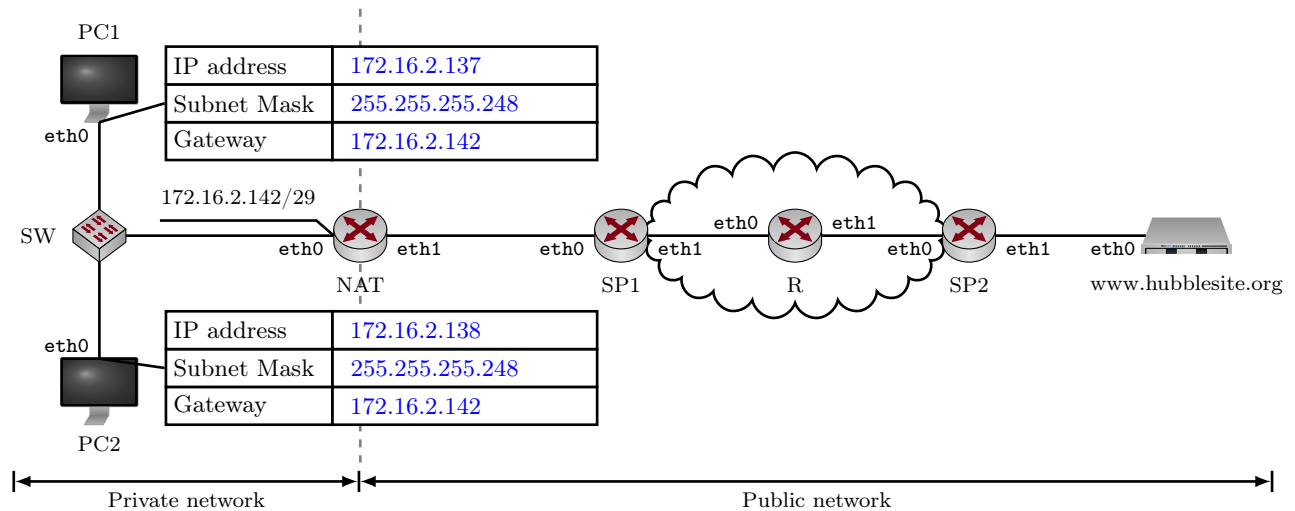 PC1
IP address 172.16.2.137
Subnet Mask 255.255.255.248
Gateway 172.16.2.142
eth0
172.16.2.142/29
SW
eth0
eth1
NAT
eth0
eth1
SP1
eth0
eth1
R
eth0
eth1
SP2
eth0
www.hubblesite.org
eth0
IP address 172.16.2.138
Subnet Mask 255.255.255.248
Gateway 172.16.2.142
PC2
Private network
Public network